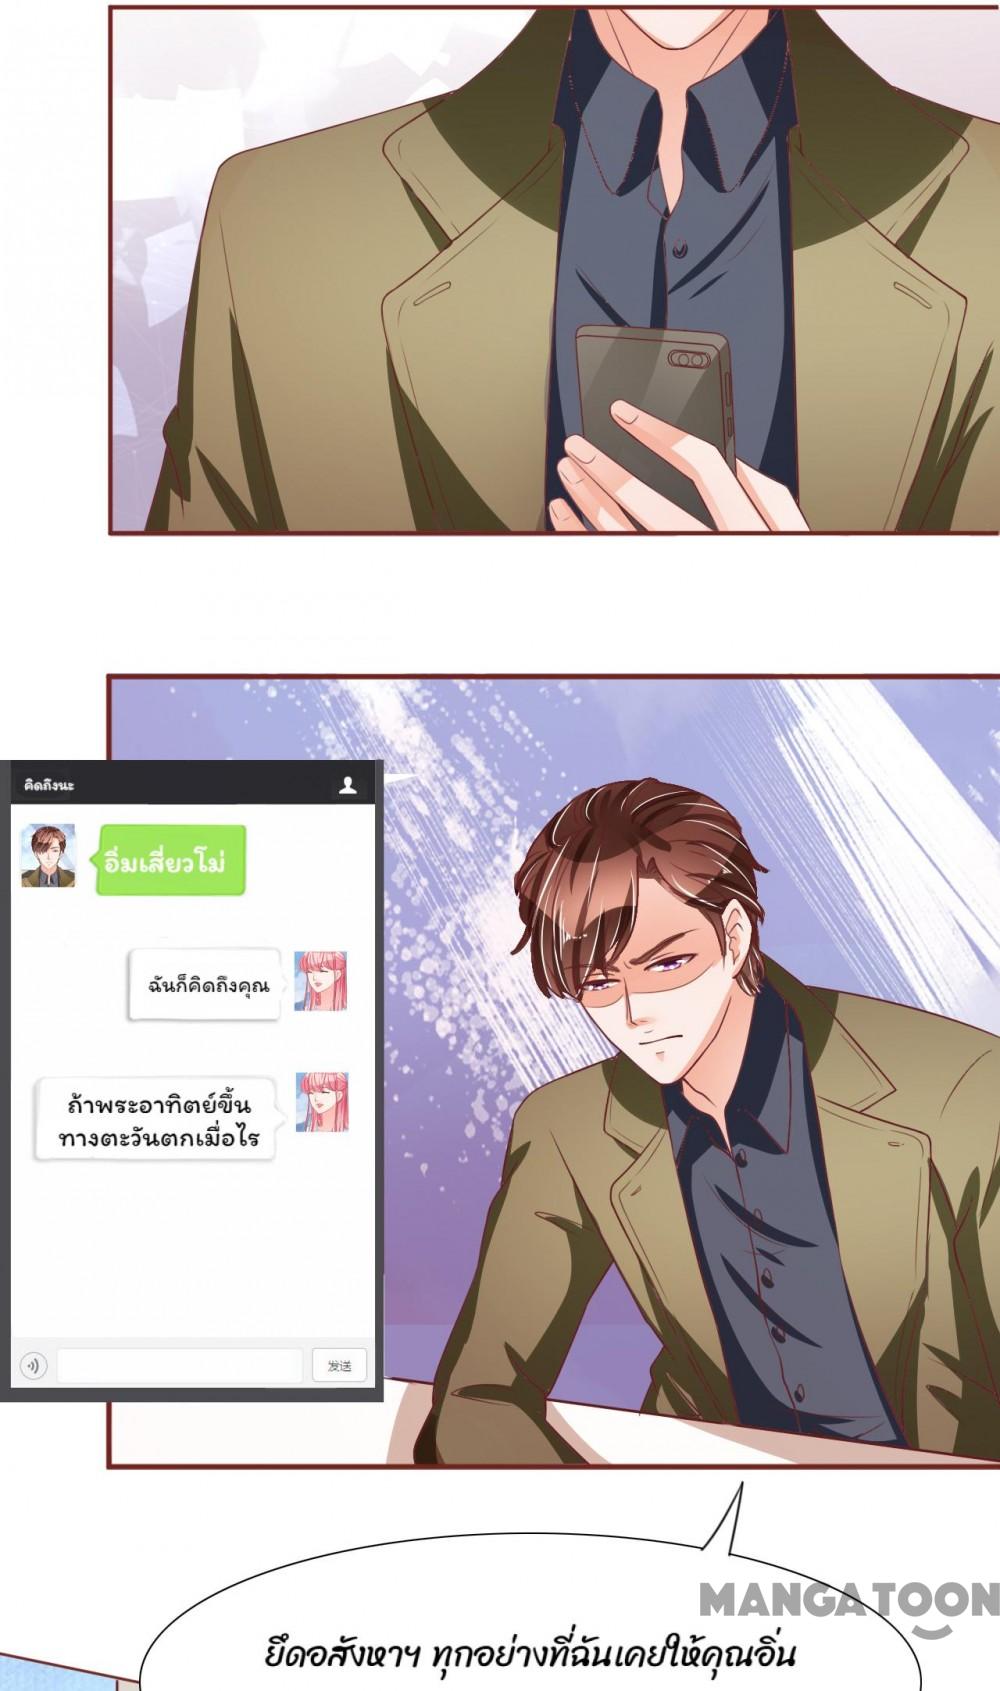 คิดถึงนะ
อิ่มเสี่ยวโม่
ฉันก็คิดถึงคุณ
ถ้าพระอาทิตย์ขึ้น
ทางตะวันตกเมื่อไร
发送
MANGATOON
ยึดอสังหาฯ ทุกอย่างที่ฉันเคยให้คุณอิ่น